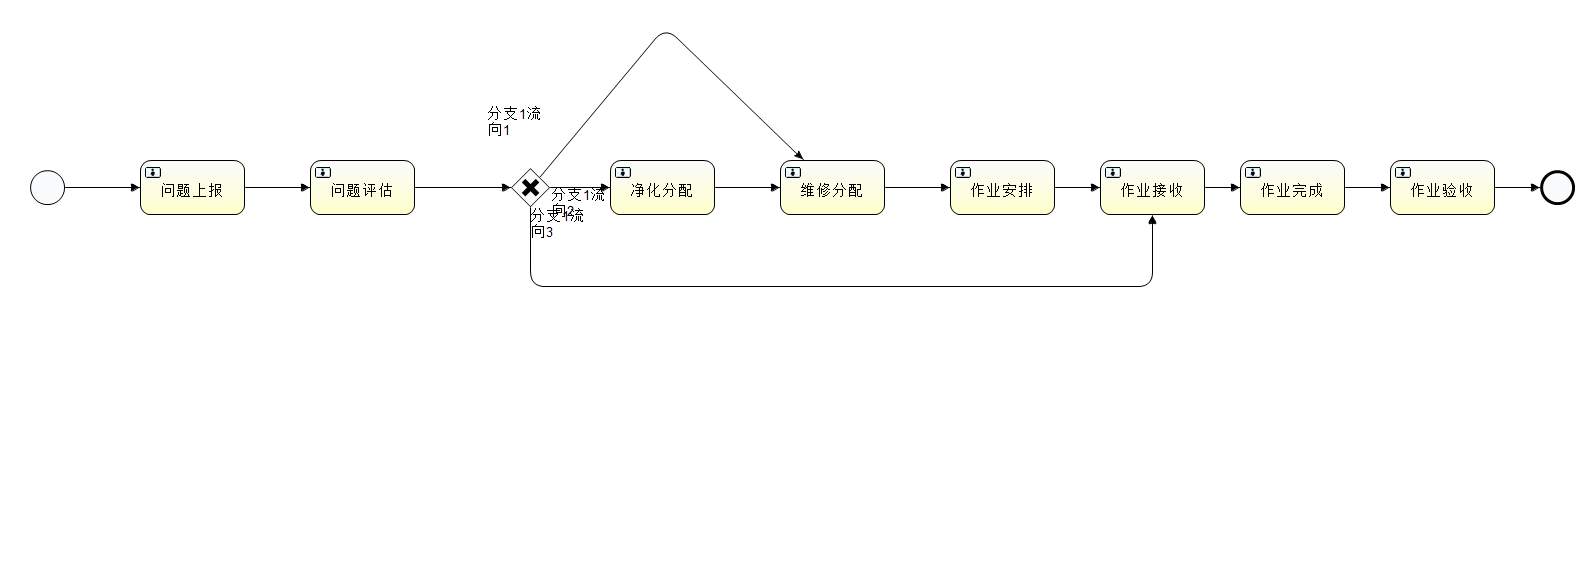 分支1流
向1
问题上报
问题评估
净化分配
维修分配
作业安排
作业接收
作业完成
作业验收
分支1流
向2
分支1流
向3